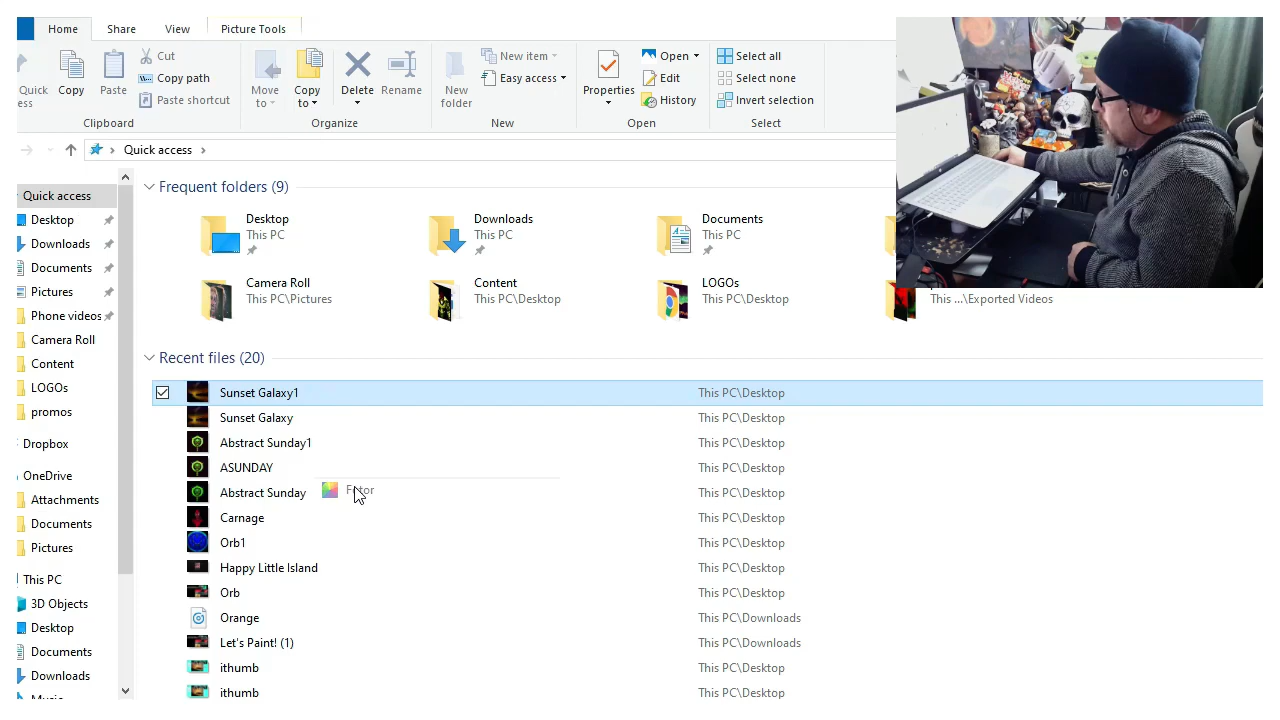 Home Share View Picture Tools
Quick
ess
Copy
Paste
Cut
Copy path
Paste shortcut
Clipboard
Move
to
Copy
to
Delete
Rename
Organize
New
folder
New item
Easy access
New
Properties
Open
Edit
History
Open
Select all
Select none
Invert selection
Select
Quick access
Quick access
Desktop
Downloads
Documents
Pictures
Phone videos
Camera Roll
Content
LOGOs
promos
Dropbox
OneDrive
Attachments
Documents
Pictures
This PC
3D Objects
Desktop
Documents
Downloads
Music
Frequent folders (9)
Desktop
This PC
Downloads
This PC
Documents
This PC
Camera Roll
This PC\Pictures
Content
This PC\Desktop
LOGOs
This PC\Desktop
This ...\Exported Videos
Recent files (20)
Sunset Galaxy1 This PC\Desktop
Sunset Galaxy This PC\Desktop
Abstract Sunday1 This PC\Desktop
ASUNDAY This PC\Desktop
Abstract Sunday This PC\Desktop
Carnage This PC\Desktop
Orb1 This PC\Desktop
Happy Little Island This PC\Desktop
Orb This PC\Desktop
Orange This PC\Downloads
Let's Paint! (1) This PC\Downloads
ithumb This PC\Desktop
ithumb This PC\Desktop